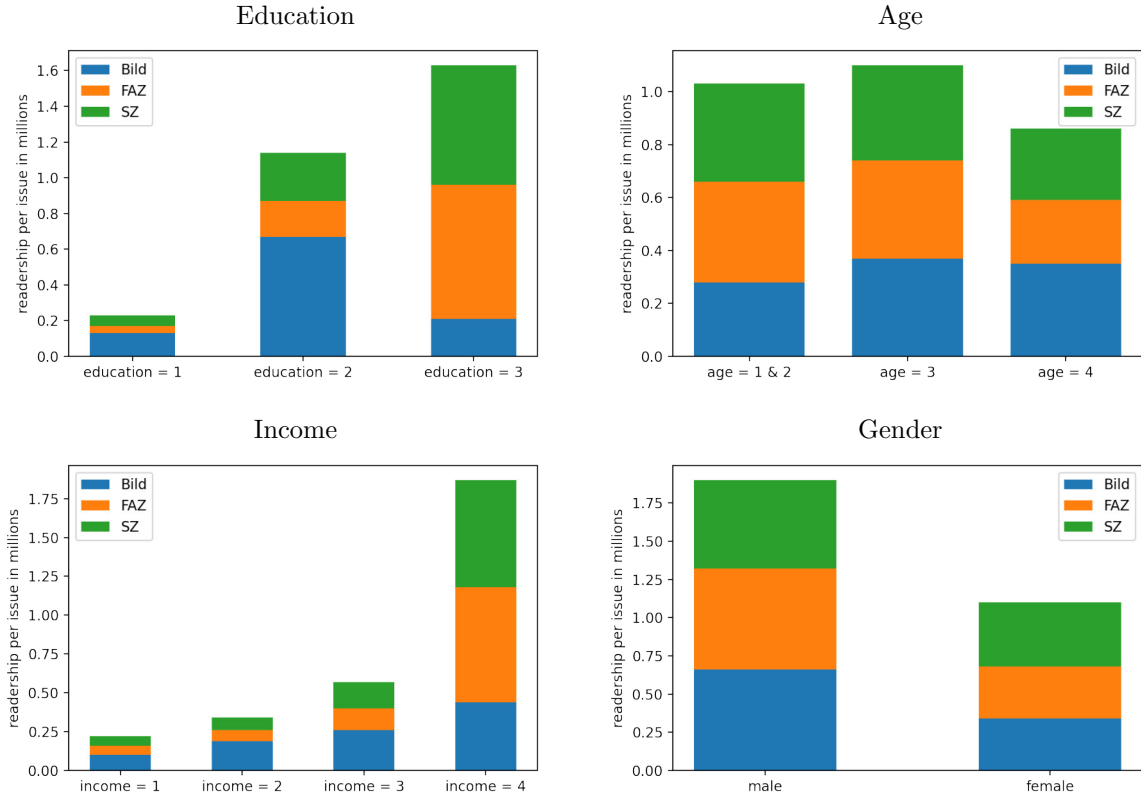 Education
readership per issue in millions
1.6
1.4
1.2
1.0
0.8
0.6
0.4
0.2
0.0
Bild
FAZ
SZ
education = 1
education = 2
education = 3
Age
readership per issue in millions
1.0
0.8
0.6
0.4
0.2
0.0
Bild
FAZ
SZ
age = 1 & 2
age = 3
age = 4
Income
readership per issue in millions
1.75
1.50
1.25
1.00
0.75
0.50
0.25
0.00
Bild
FAZ
SZ
income = 1
income = 2
income = 3
income = 4
Gender
readership per issue in millions
1.75
1.50
1.25
1.00
0.75
0.50
0.25
0.00
Bild
FAZ
SZ
male
female